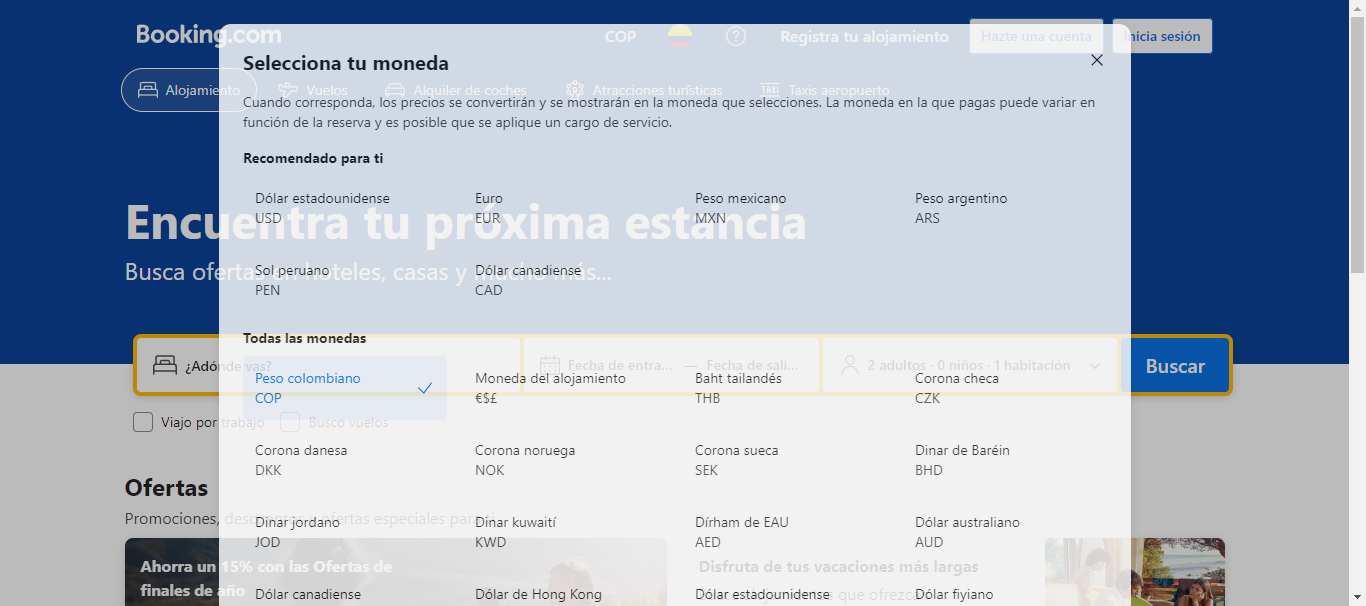 Booking.com
COP
Registra tu alojamiento
Hazte una cuenta
Inicia sesión
Selecciona tu moneda
Alojamiento
Vuelos
Alquiler de coches
Atracciones turísticas
TAXI
Taxis aeropuerto
Cuando corresponda, los precios se convertirán y se mostrarán en la moneda que selecciones. La moneda en la que pagas puede variar en
función de la reserva y es posible que se aplique un cargo de servicio.
Recomendado para ti
Dólar estadounidense
USD
Euro
EUR
Peso mexicano
MXN
Peso argentino
ARS
Encuentra tu próxima estancia
Busca ofertas en hoteles, casas y mucho más...
Sol peruano
PEN
Dólar canadiense
CAD
Todas las monedas
¿Adónde vas?
Fecha de entra... — Fecha de sali...
2 adultos · 0 niños · 1 habitación
Buscar
Peso colombiano
COP
Moneda del alojamiento
€$£
Baht tailandés
THB
Corona checa
CZK
Viajo por trabajo
Busco vuelos
Corona danesa
DKK
Corona noruega
NOK
Corona sueca
SEK
Dinar de Baréin
BHD
Ofertas
Promociones, descuentos y ofertas especiales para ti
Dinar jordano
JOD
Dinar kuwaití
KWD
Dírham de EAU
AED
Dólar australiano
AUD
Ahorra un 15% con las Ofertas de
finales de año
Disfruta de tus vacaciones más largas
que ofrezca
Dólar canadiense
Dólar de Hong Kong
Dólar estadounidense
Dólar fiyiano